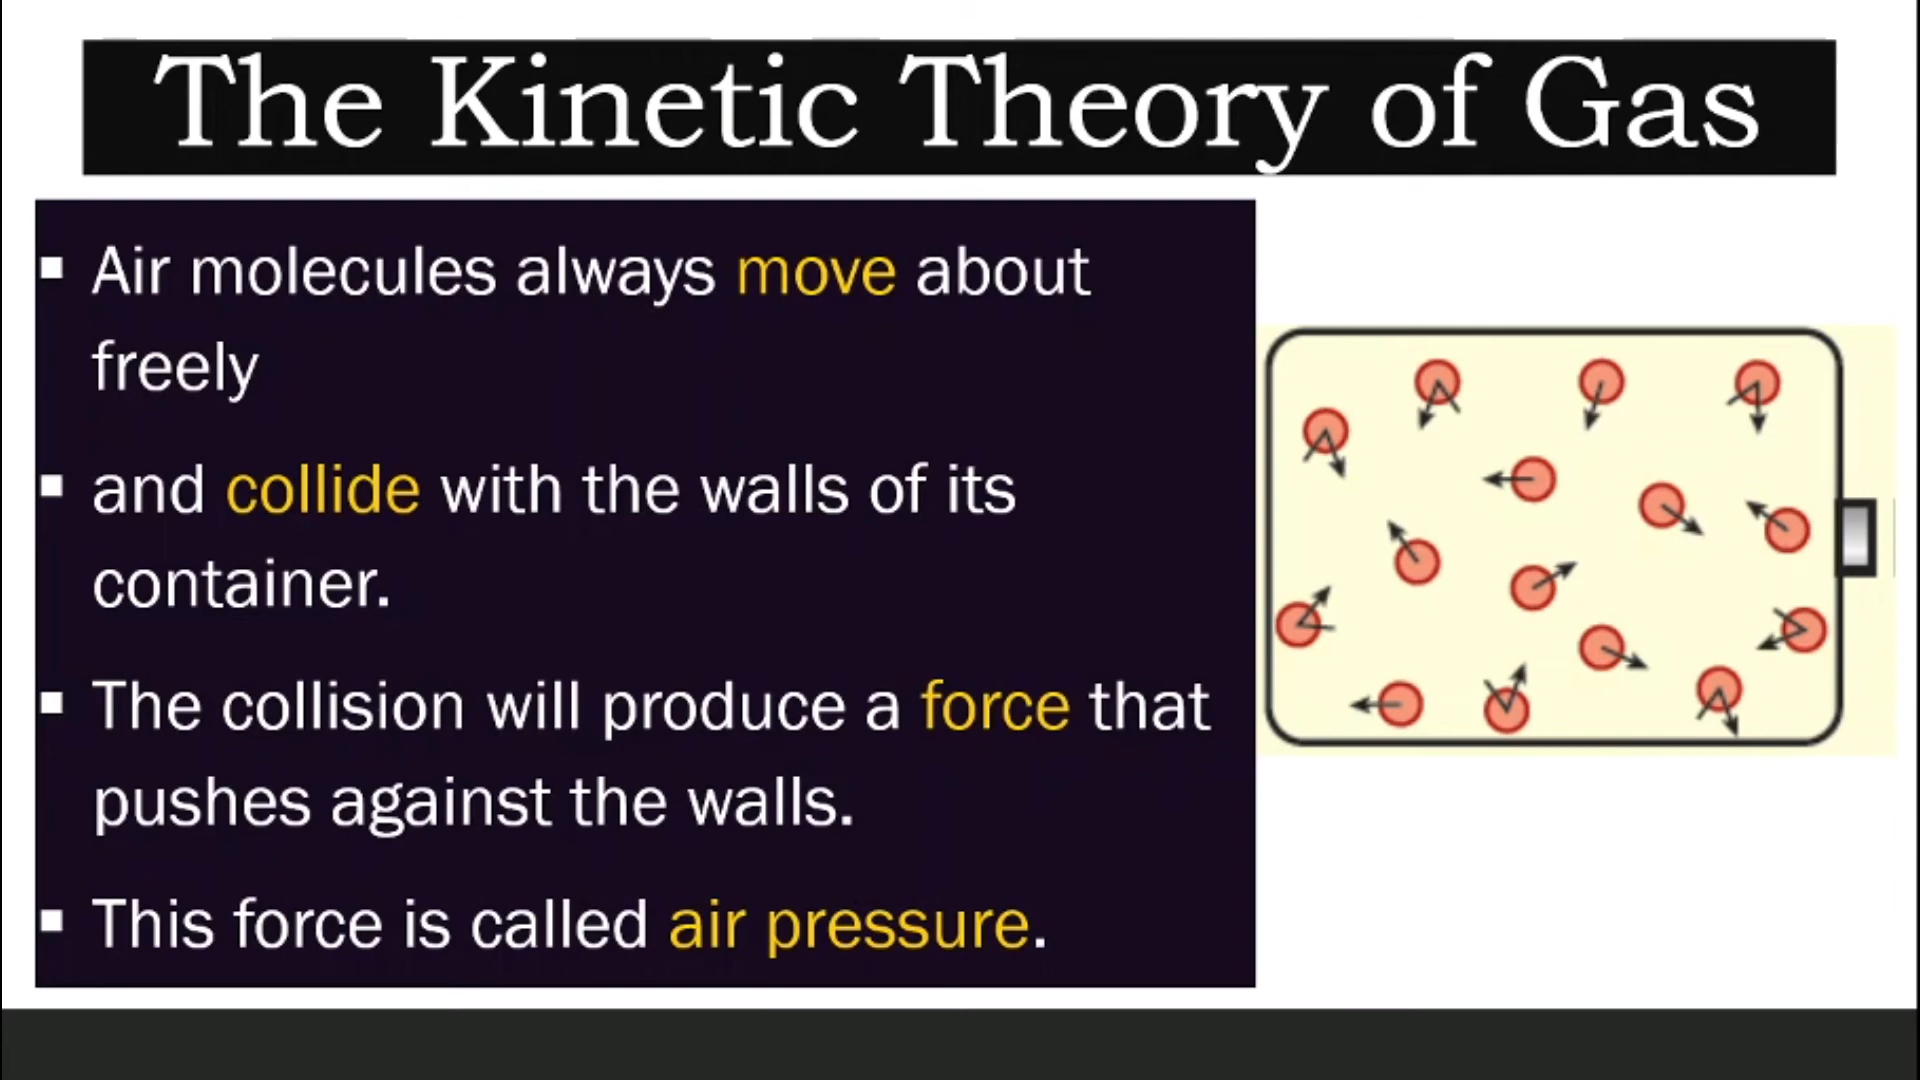 The Kinetic Theory of Gas
▪ Air molecules always move about
freely
▪ and collide with the walls of its
container.
▪ The collision will produce a force that
pushes against the walls.
▪ This force is called air pressure.